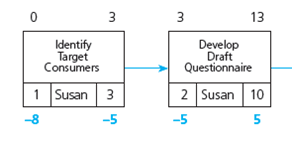 0 3 3 13
Identify
Target
Consumers
Develop
Draft
Questionnaire
1 Susan 3
2 Susan 10
–8 –5 –5 5